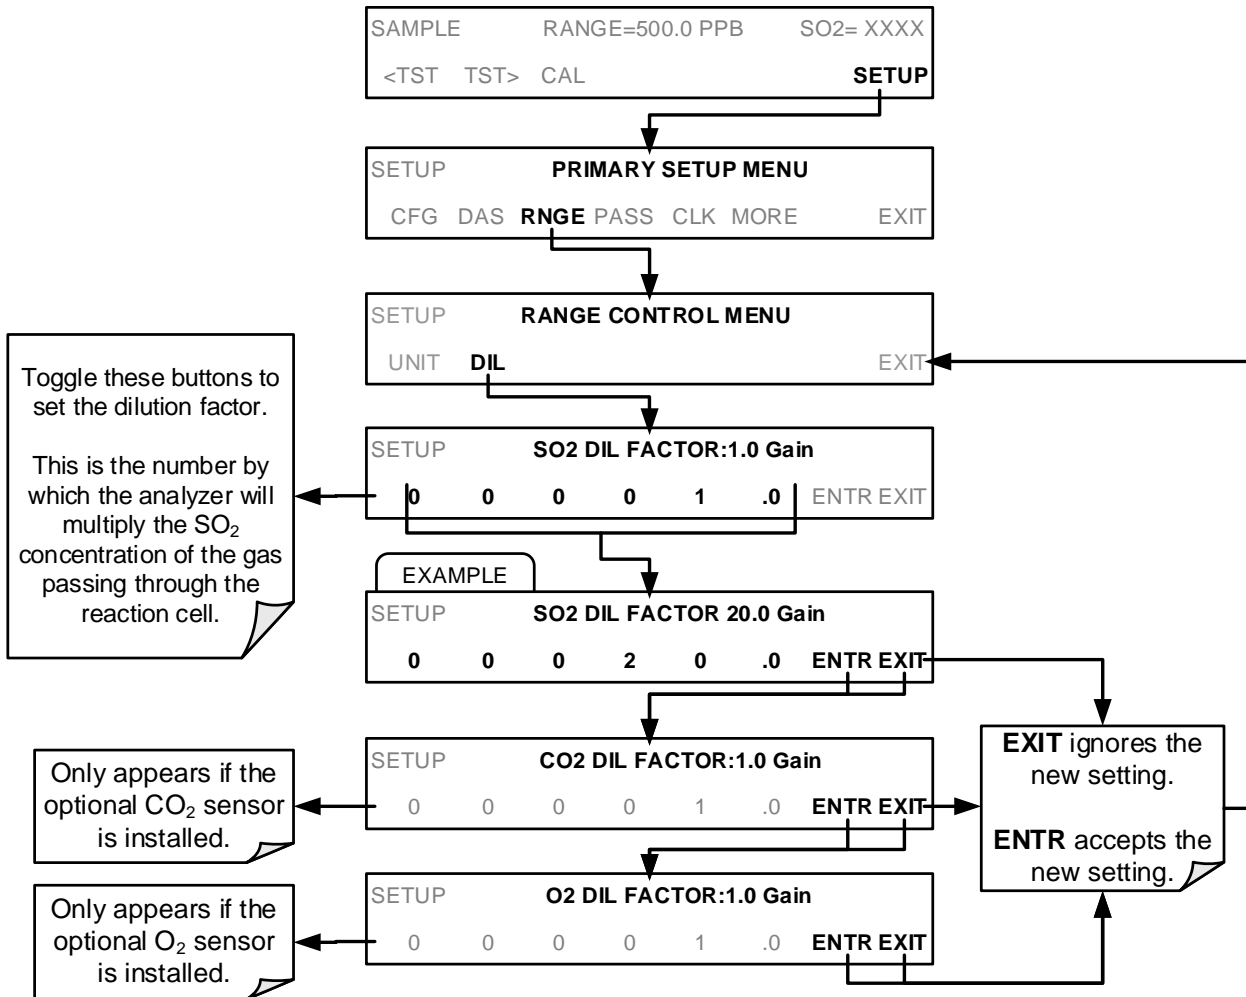 SAMPLE RANGE=500.0 PPB SO2= XXXX
<TST TST> CAL SETUP
SETUP PRIMARY SETUP MENU
CFG DAS RNGE PASS CLK MORE EXIT
SETUP RANGE CONTROL MENU
UNIT DIL EXIT
Toggle these buttons to
set the dilution factor.
This is the number by
which the analyzer will
multiply the SO₂
concentration of the gas
passing through the
reaction cell.
SETUP SO2 DIL FACTOR:1.0 Gain
0 0 0 0 1 .0 ENTR EXIT
EXAMPLE
SETUP SO2 DIL FACTOR 20.0 Gain
0 0 0 2 0 .0 ENTR EXIT
Only appears if the
optional CO₂ sensor
is installed.
SETUP CO2 DIL FACTOR:1.0 Gain
0 0 0 0 1 .0 ENTR EXIT
EXIT ignores the
new setting.
ENTR accepts the
new setting.
Only appears if the
optional O₂ sensor
is installed.
SETUP O2 DIL FACTOR:1.0 Gain
0 0 0 0 1 .0 ENTR EXIT